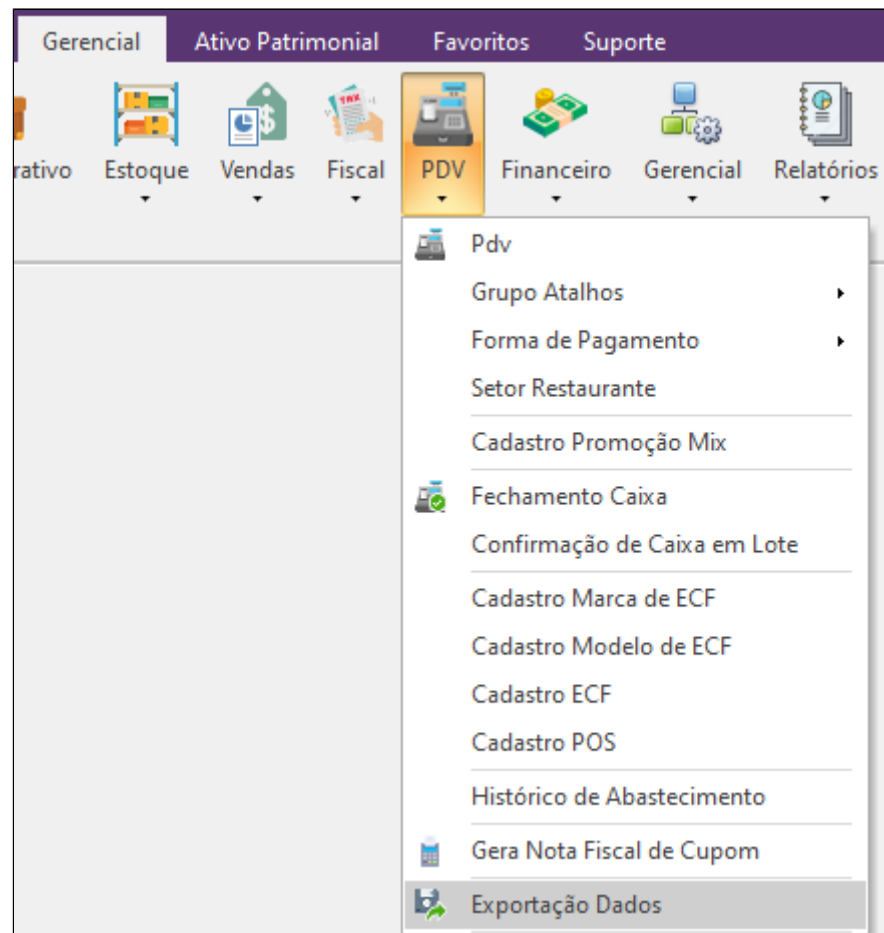 Gerencial Ativo Patrimonial Favoritos Suporte
TAX
rativo Estoque Vendas Fiscal PDV Financeiro Gerencial Relatórios
Pdv
Grupo Atalhos
Forma de Pagamento
Setor Restaurante
Cadastro Promoção Mix
Fechamento Caixa
Confirmação de Caixa em Lote
Cadastro Marca de ECF
Cadastro Modelo de ECF
Cadastro ECF
Cadastro POS
Histórico de Abastecimento
Gera Nota Fiscal de Cupom
Exportação Dados